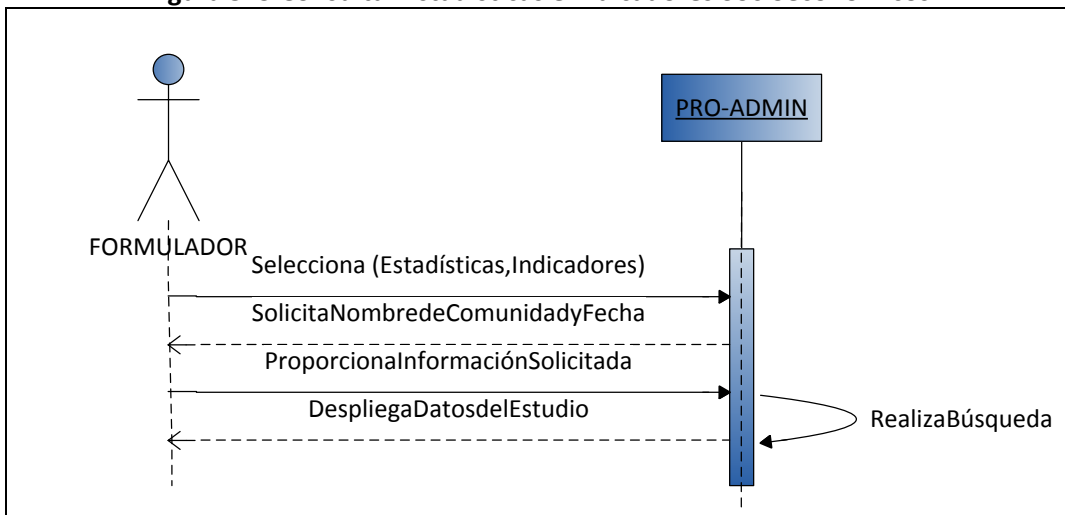 PRO-ADMIN
FORMULADOR
Selecciona (Estadísticas,Indicadores)
SolicitaNombredeComunidadyFecha
ProporcionaInformaciónSolicitada
DespliegaDatosdelEstudio
RealizaBúsqueda